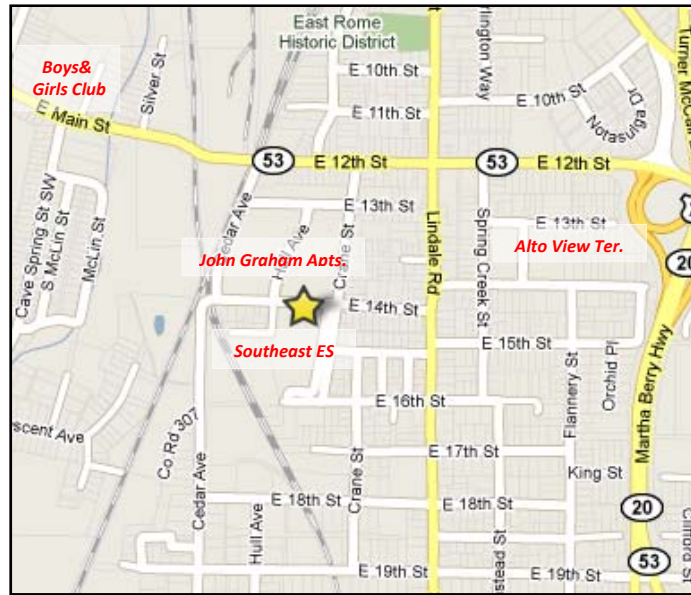 East Rome
Historic District
Boys&
Girls Club
Silver St
E 10th St
E 10th St
Notasulga Dr
E 11th St
E Main St
53
E 12th St
53
E 12th St
Cave Spring St SW
S McLin St
McLin St
Cedar Ave
E 13th St
Hull Ave
Crane St
Lindale Rd
Spring Creek St
E 13th St
Alto View Ter.
20
John Graham Apts.
E 14th St
Southeast ES
E 15th St
Flannery St
Orchid Pl
Martha Berry Hwy
E 16th St
Co Rd 307
Cedar Ave
Crane St
E 17th St
King St
E 18th St
E 18th St
Hull Ave
20
53
E 19th St
E 19th St